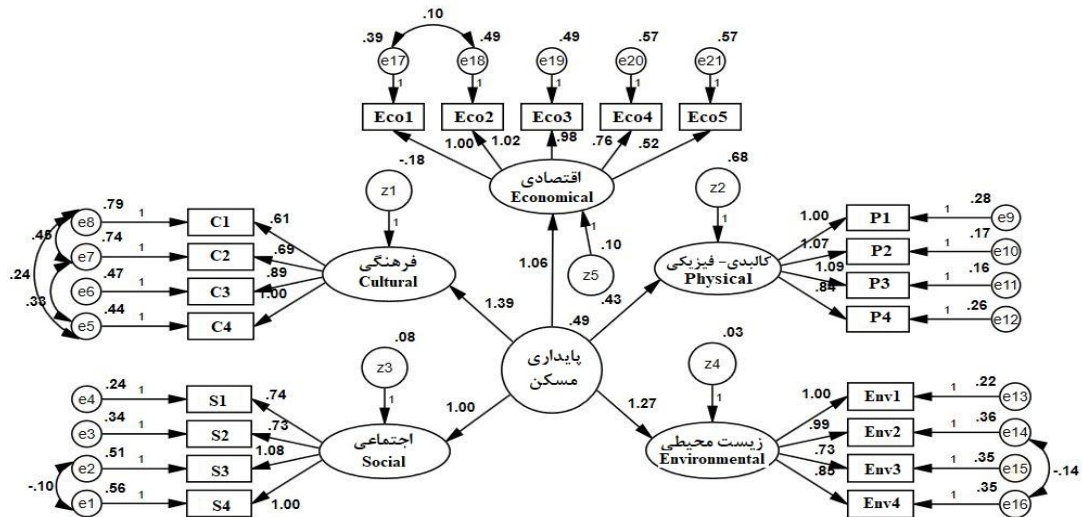 .10
.39 .49 .49 .57 .57
e17 e18 e19 e20 e21
1 1 1 1 1
Eco1 Eco2 Eco3 Eco4 Eco5
1.00 1.02 .98 .76 .52
اقتصادی
Economical
-.18
z1
1
.68
z2
1
.10
z5
1
.79
e8 1 C1 .61
.74
e7 1 C2 .69
.47
e6 1 C3 .89
.44
e5 1 C4 1.00
.45
.24
.33
فرهنگی
Cultural
کالبدی- فیزیکی
Physical
1.00 P1 1 .28 e9
1.07 P2 1 .17 e10
1.09 P3 1 .16 e11
.84 P4 1 .26 e12
1.06
1.39
.43
.49
پایداری
مسکن
1.00
1.27
.08
z3
1
.03
z4
1
.24
e4 1 S1 .74
.34
e3 1 S2 .73
.51
e2 1 S3 1.08
.56
e1 1 S4 1.00
-.10
اجتماعی
Social
زیست محیطی
Environmental
1.00 Env1 1 .22 e13
.99 Env2 1 .36 e14
.73 Env3 1 .35 e15
.85 Env4 1 .35 e16
-.14